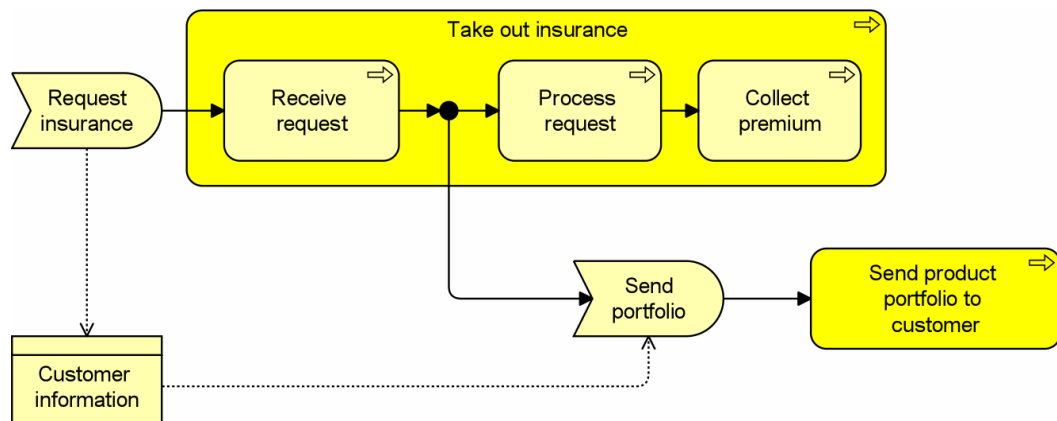 Take out insurance
Request
insurance
Receive
request
Process
request
Collect
premium
Send
portfolio
Send product
portfolio to
customer
Customer
information